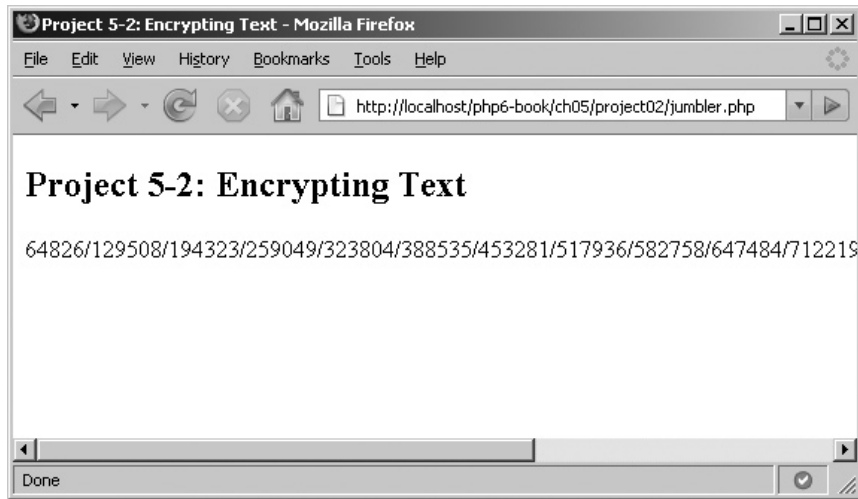 Project 5-2: Encrypting Text - Mozilla Firefox
File Edit View History Bookmarks Tools Help
http://localhost/php6-book/ch05/project02/jumbler.php
Project 5-2: Encrypting Text
64826/129508/194323/259049/323804/388535/453281/517936/582758/647484/712219
Done